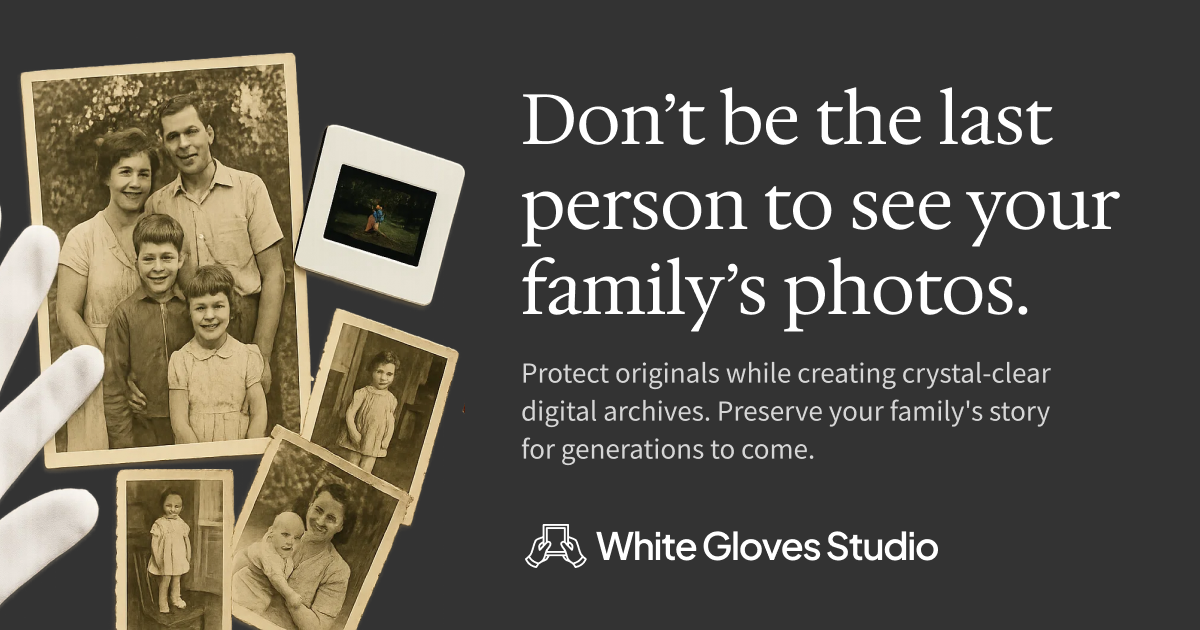 Don’t be the last
person to see your
family’s photos.
Protect originals while creating crystal-clear
digital archives. Preserve your family's story
for generations to come.
White Gloves Studio